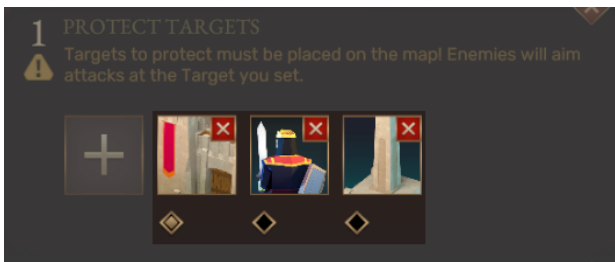 1 PROTECT TARGETS
Targets to protect must be placed on the map! Enemies will aim
attacks at the Target you set.